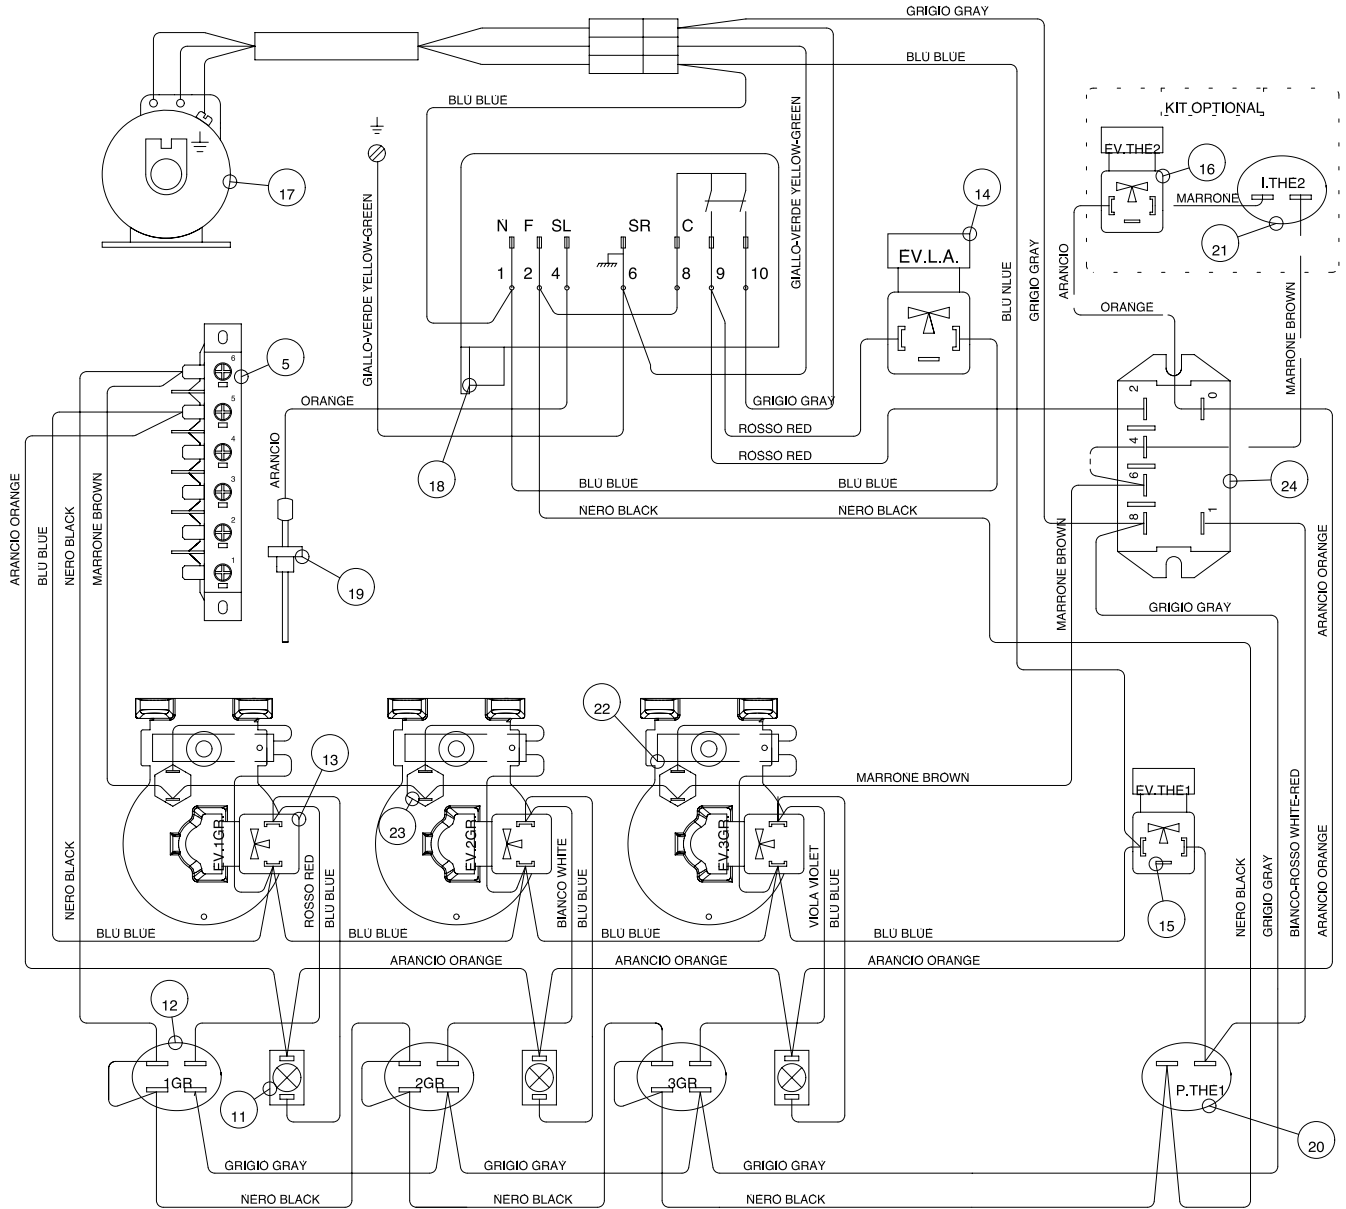 GRIGIO GRAY
BLU BLUE
BLU BLUE
KIT OPTIONAL
EV.THE2
16
I.THE2
MARRONE
21
17
14
GIALLO-VERDE YELLOW-GREEN
GIALLO-VERDE YELLOW-GREEN
N F SL SR C
1 2 4 6 8 9 10
EV.L.A.
BLU NLUE
GRIGIO GRAY
ARANCIO
ORANGE
MARRONE BROWN
5
6
5
4
3
2
1
ORANGE
ARANCIO
18
19
GRIGIO GRAY
ROSSO RED
ROSSO RED
BLU BLUE
BLU BLUE
NERO BLACK
NERO BLACK
2
0
4
6
8
1
24
ARANCIO ORANGE
BLU BLUE
NERO BLACK
MARRONE BROWN
MARRONE BROWN
GRIGIO GRAY
ARANCIO ORANGE
22
13
23
MARRONE BROWN
EV.1GR
EV.2GR
EV.3GR
EV.THE1
15
NERO BLACK
ROSSO RED
BLU BLUE
BIANCO WHITE
BLU BLUE
VIOLA VIOLET
BLU BLUE
NERO BLACK
GRIGIO GRAY
BIANCO-ROSSO WHITE-RED
ARANCIO ORANGE
BLU BLUE
BLU BLUE
BLU BLUE
BLU BLUE
ARANCIO ORANGE
ARANCIO ORANGE
ARANCIO ORANGE
12
1GR
11
2GR
3GR
P.THE1
20
GRIGIO GRAY
GRIGIO GRAY
GRIGIO GRAY
NERO BLACK
NERO BLACK
NERO BLACK